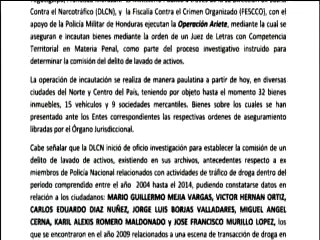 contra el Narcotráfico (DLCN), y la Fiscalía Contra el Crimen Organizado (FESCCO), con el
apoyo de la Policía Militar de Honduras ejecutan la Operación Ariete, mediante la cual se
aseguran e incautan bienes mediante la orden de un Juez de Letras con Competencia
Territorial en Materia Penal, como parte del proceso investigativo instruido para
determinar la comisión del delito de lavado de activos.
La operación de incautación se realiza de manera paulatina a partir de hoy, en diversas
ciudades del Norte y Centro del País, teniendo por objeto hasta el momento 32 bienes
inmuebles, 15 vehículos y 9 sociedades mercantiles. Bienes sobre los cuales se han
presentado ante los Entes correspondientes las respectivas ordenes de aseguramiento
libradas por el Órgano Jurisdiccional.
Cabe señalar que la DLCN inició de oficio investigación para establecer la comisión de un
delito de lavado de activos, existiendo en sus archivos, antecedentes respecto a ex
miembros de Policía Nacional relacionados con actividades de tráfico de droga dentro del
periodo comprendido entre el año 2004 hasta el 2014, pudiendo constatarse datos en
relación a los ciudadanos: MARIO GUILLERMO MEJIA VARGAS, VICTOR HERNAN ORTIZ,
CARLOS EDUARDO DIAZ NUÑEZ, JORGE LUIS BORJAS VALLADARES, MIGUEL ANGEL
CERNA, KARIL ALEXIS ROMERO MALDONADO y JOSE FRANCISCO MURILLO LOPEZ, los
que se encontraron en el año 2009 relacionados a una escena de transacción de droga en